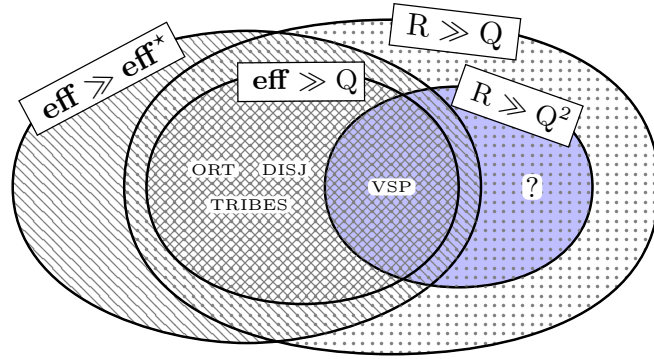 R ≫ Q
eff ≫ eff⋆
eff ≫ Q
R ≫ Q²
ORT DISJ
VSP
?
TRIBES